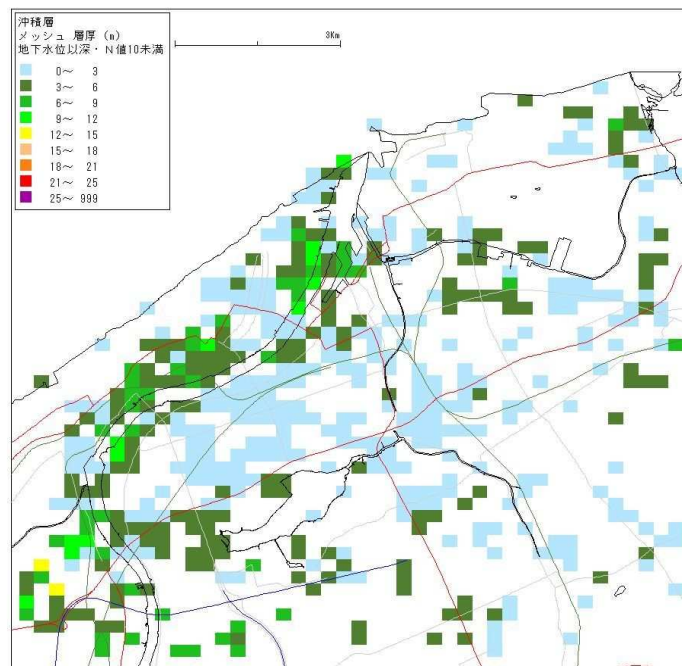 沖積層
メッシュ 層厚 (m)
地下水位以深・N値10未満
0～ 3
3～ 6
6～ 9
9～ 12
12～ 15
15～ 18
18～ 21
21～ 25
25～ 999
3Km